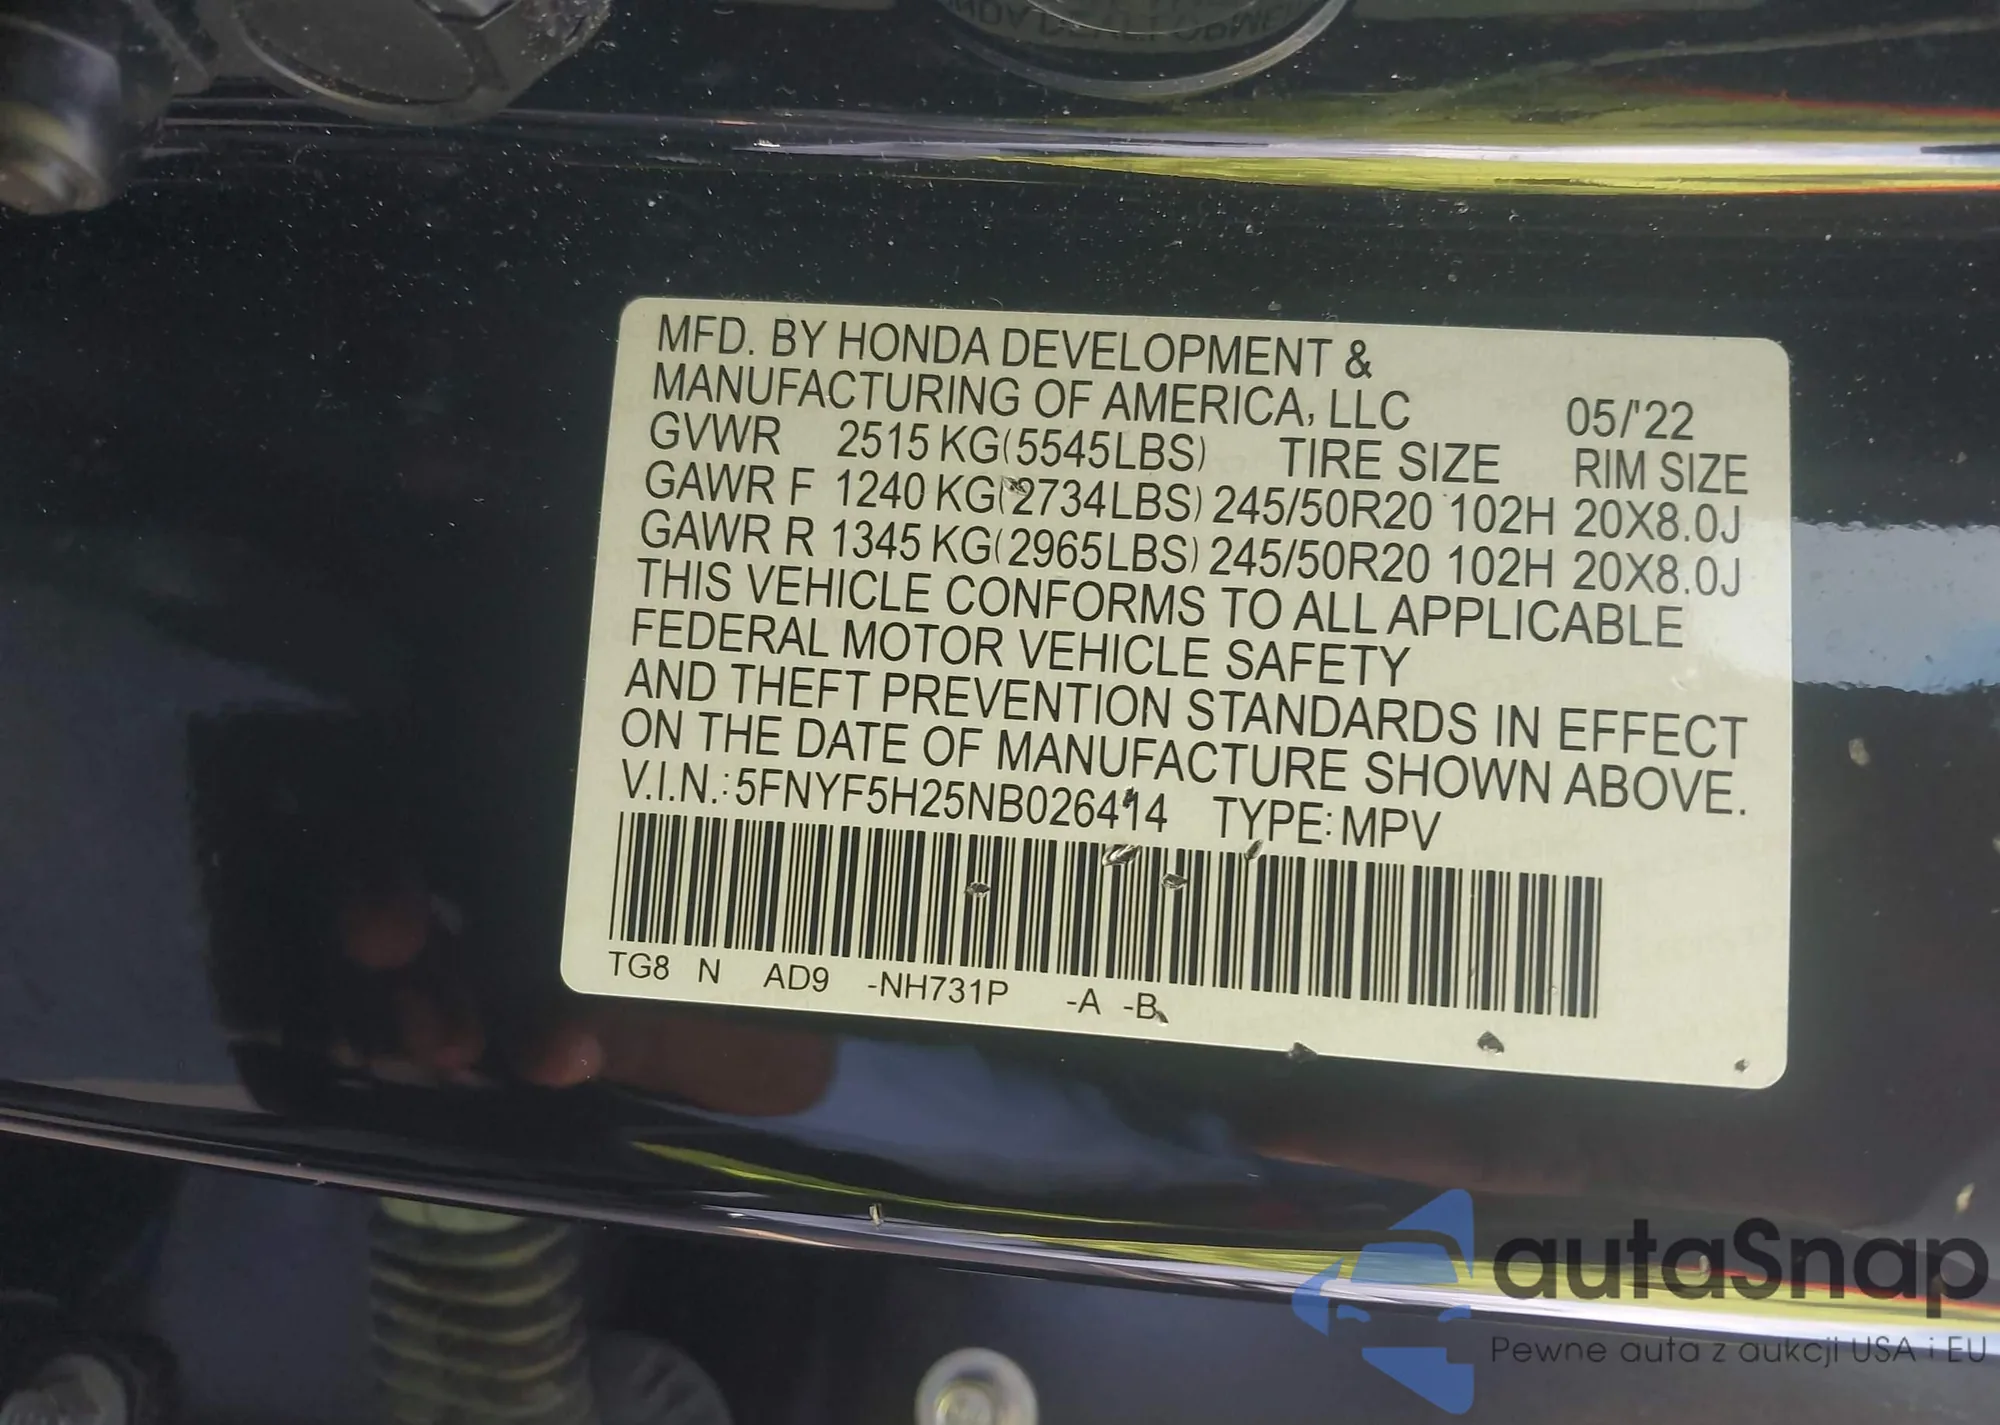 MFD. BY HONDA DEVELOPMENT &
MANUFACTURING OF AMERICA, LLC 05/'22
GVWR 2515 KG(5545LBS) TIRE SIZE RIM SIZE
GAWR F 1240 KG(2734LBS) 245/50R20 102H 20X8.0J
GAWR R 1345 KG(2965LBS) 245/50R20 102H 20X8.0J
THIS VEHICLE CONFORMS TO ALL APPLICABLE
FEDERAL MOTOR VEHICLE SAFETY
AND THEFT PREVENTION STANDARDS IN EFFECT
ON THE DATE OF MANUFACTURE SHOWN ABOVE.
V.I.N.: 5FNYF5H25NB026414 TYPE: MPV
TG8 N AD9 -NH731P -A -B
autaSnap
Pewne auta z aukcji USA i EU